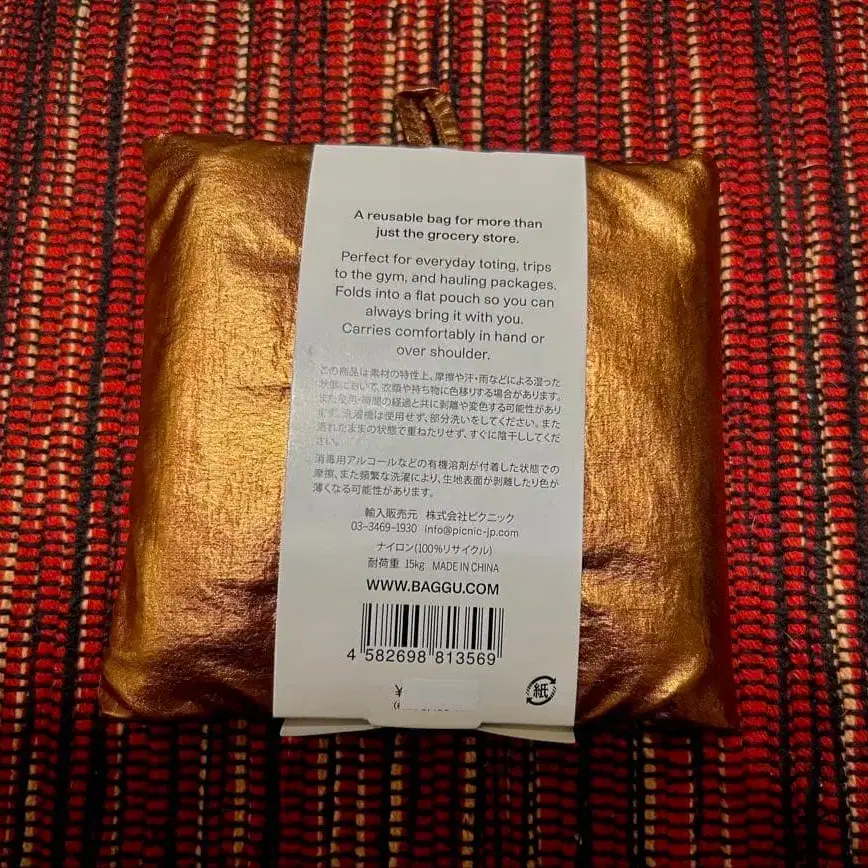 A reusable bag for more than
just the grocery store.
Perfect for everyday toting, trips
to the gym, and hauling packages.
Folds into a flat pouch so you can
always bring it with you.
Carries comfortably in hand or
over shoulder.
この商品は素材の特性上、摩擦や汗・雨などによる湿った
状態において、衣類や持ち物に色移りする場合があります。
また使用・時間の経過と共に剥離や変色する可能性があり
ます。洗濯機は使用せず、部分洗いをしてください。また
濡れたままの状態で重ねたりせず、すぐに陰干ししてくだ
さい。
消毒用アルコールなどの有機溶剤が付着した状態での
摩擦、また頻繁な洗濯により、生地表面が剥離したり色が
薄くなる可能性があります。
輸入販売元 株式会社ピクニック
03-3469-1930 info@picnic-jp.com
ナイロン(100%リサイクル)
耐荷重 15kg MADE IN CHINA
WWW.BAGGU.COM
4 582698 813569
¥
紙